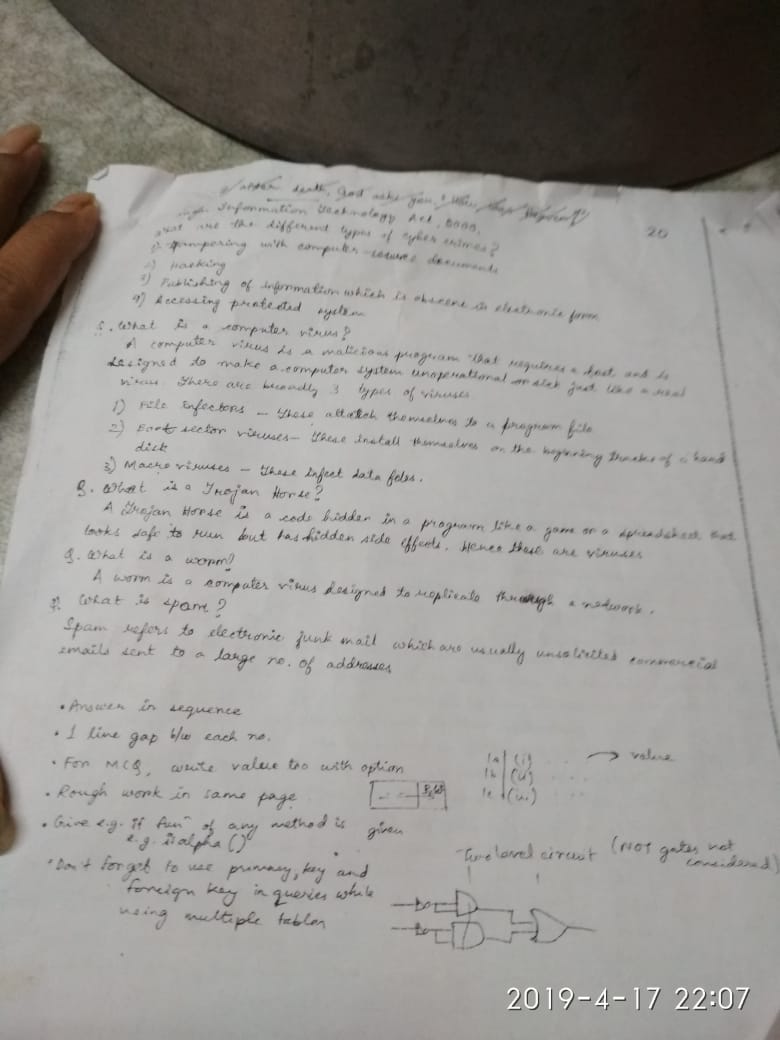 after death, God asks you,
Information Technology Act, 2000.
20
What are the different types of cyber crimes?
1) Tampering with computer source documents
2) Hacking
3) Publishing of information which is obscene in electronic form
4) Accessing protected system
Q. What is a computer virus?
A computer virus is a malicious program that requires a host and is
designed to make a computer system unoperational or sick just like a real
virus. There are broadly 3 types of viruses
1) File Infectors - These attatch themselves to a program file
2) Boot sector viruses - These install themselves on the beginning tracks of a hard
disk
3) Macro viruses - These infect data files.
Q. What is a Trojan Horse?
A Trojan Horse is a code hidden in a program like a game or a spreadsheet that
looks safe to run but has hidden side effects. Hence these are viruses
Q. What is a worm?
A worm is a computer virus designed to replicate through a network.
Q. What is spam?
Spam refers to electronic junk mail which are usually unsolicited commercial
emails sent to a large no. of addresses
• Answer in sequence
• 1 line gap b/w each no.
• For MCQ, write value too with option
1a (i) ... → value
1b (ii) ...
1c (iii)
• Rough work in same page
R.W
• Give e.g. if funⁿ of any method is given
e.g. isalpha()
• Don't forget to use primary key and
foreign key in queries while
using multiple tables
Two level circuit (NOT gates not
considered)
2019-4-17 22:07